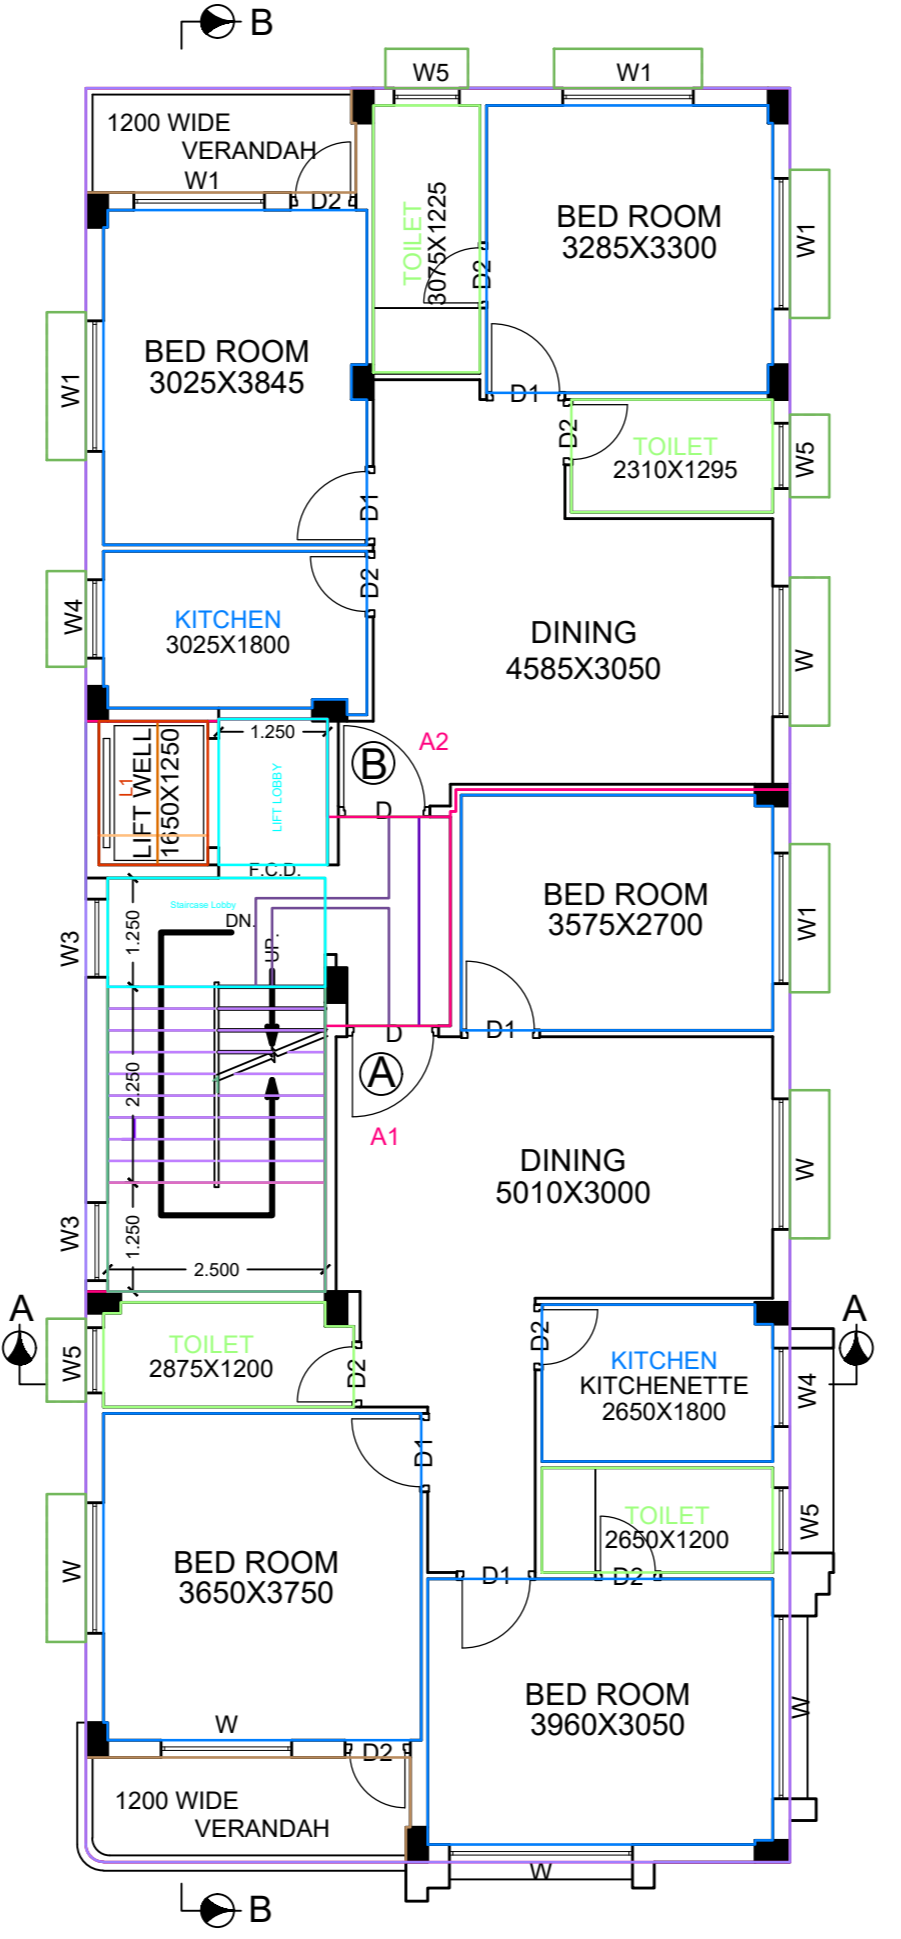 B
W5
W1
1200 WIDE
VERANDAH
W1
D2
TOILET
3075X1225
D2
BED ROOM
3285X3300
W1
BED ROOM
3025X3845
W1
D1
D1
D2
TOILET
2310X1295
W5
KITCHEN
3025X1800
W4
D2
DINING
4585X3050
W
L1
LIFT WELL
1650X1250
1.250
LIFT LOBBY
B
A2
D
F.C.D.
Staircase Lobby
DN.
UP.
1.250
W3
BED ROOM
3575X2700
W1
D1
D
A
A1
2.250
DINING
5010X3000
W
W3
1.250
2.500
A
A
W5
TOILET
2875X1200
D2
D2
KITCHEN
KITCHENETTE
2650X1800
W4
D1
TOILET
2650X1200
W5
BED ROOM
3650X3750
W
D1
D2
BED ROOM
3960X3050
W
W
D2
1200 WIDE
VERANDAH
W
B